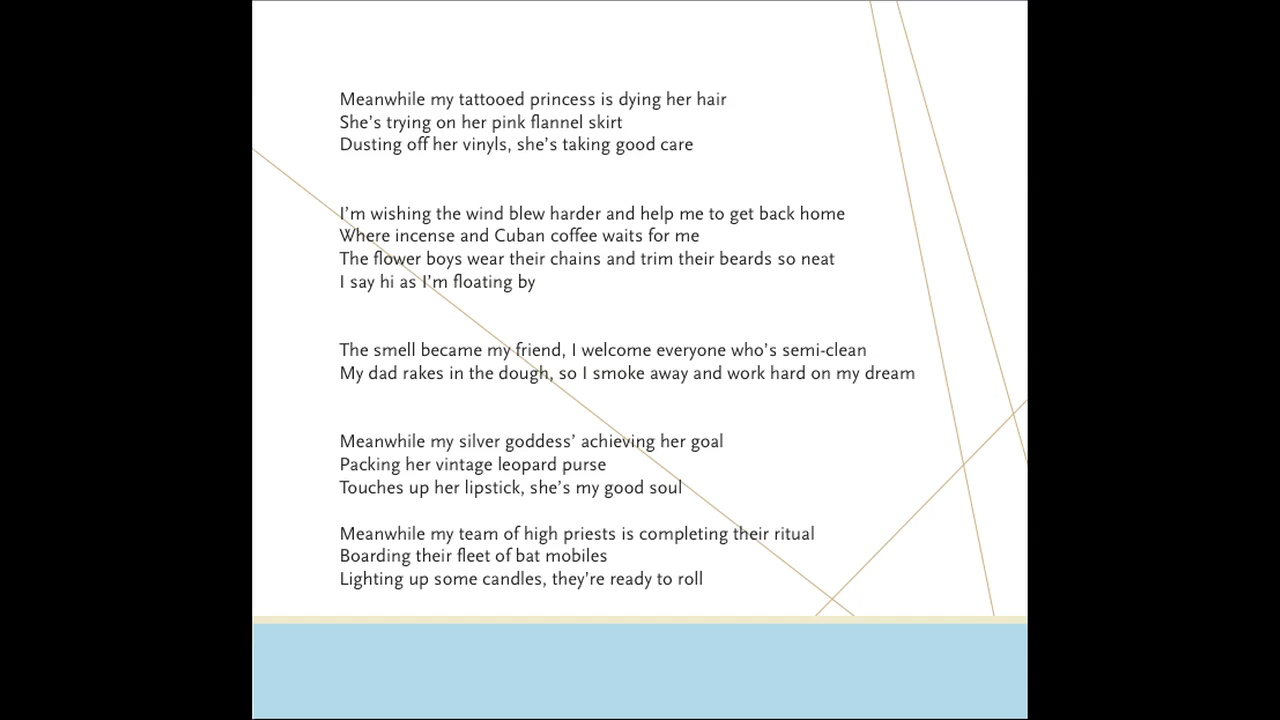 Meanwhile my tattooed princess is dying her hair
She's trying on her pink flannel skirt
Dusting off her vinyls, she's taking good care
I'm wishing the wind blew harder and help me to get back home
Where incense and Cuban coffee waits for me
The flower boys wear their chains and trim their beards so neat
I say hi as I'm floating by
The smell became my friend, I welcome everyone who's semi-clean
My dad rakes in the dough, so I smoke away and work hard on my dream
Meanwhile my silver goddess' achieving her goal
Packing her vintage leopard purse
Touches up her lipstick, she's my good soul
Meanwhile my team of high priests is completing their ritual
Boarding their fleet of bat mobiles
Lighting up some candles, they're ready to roll